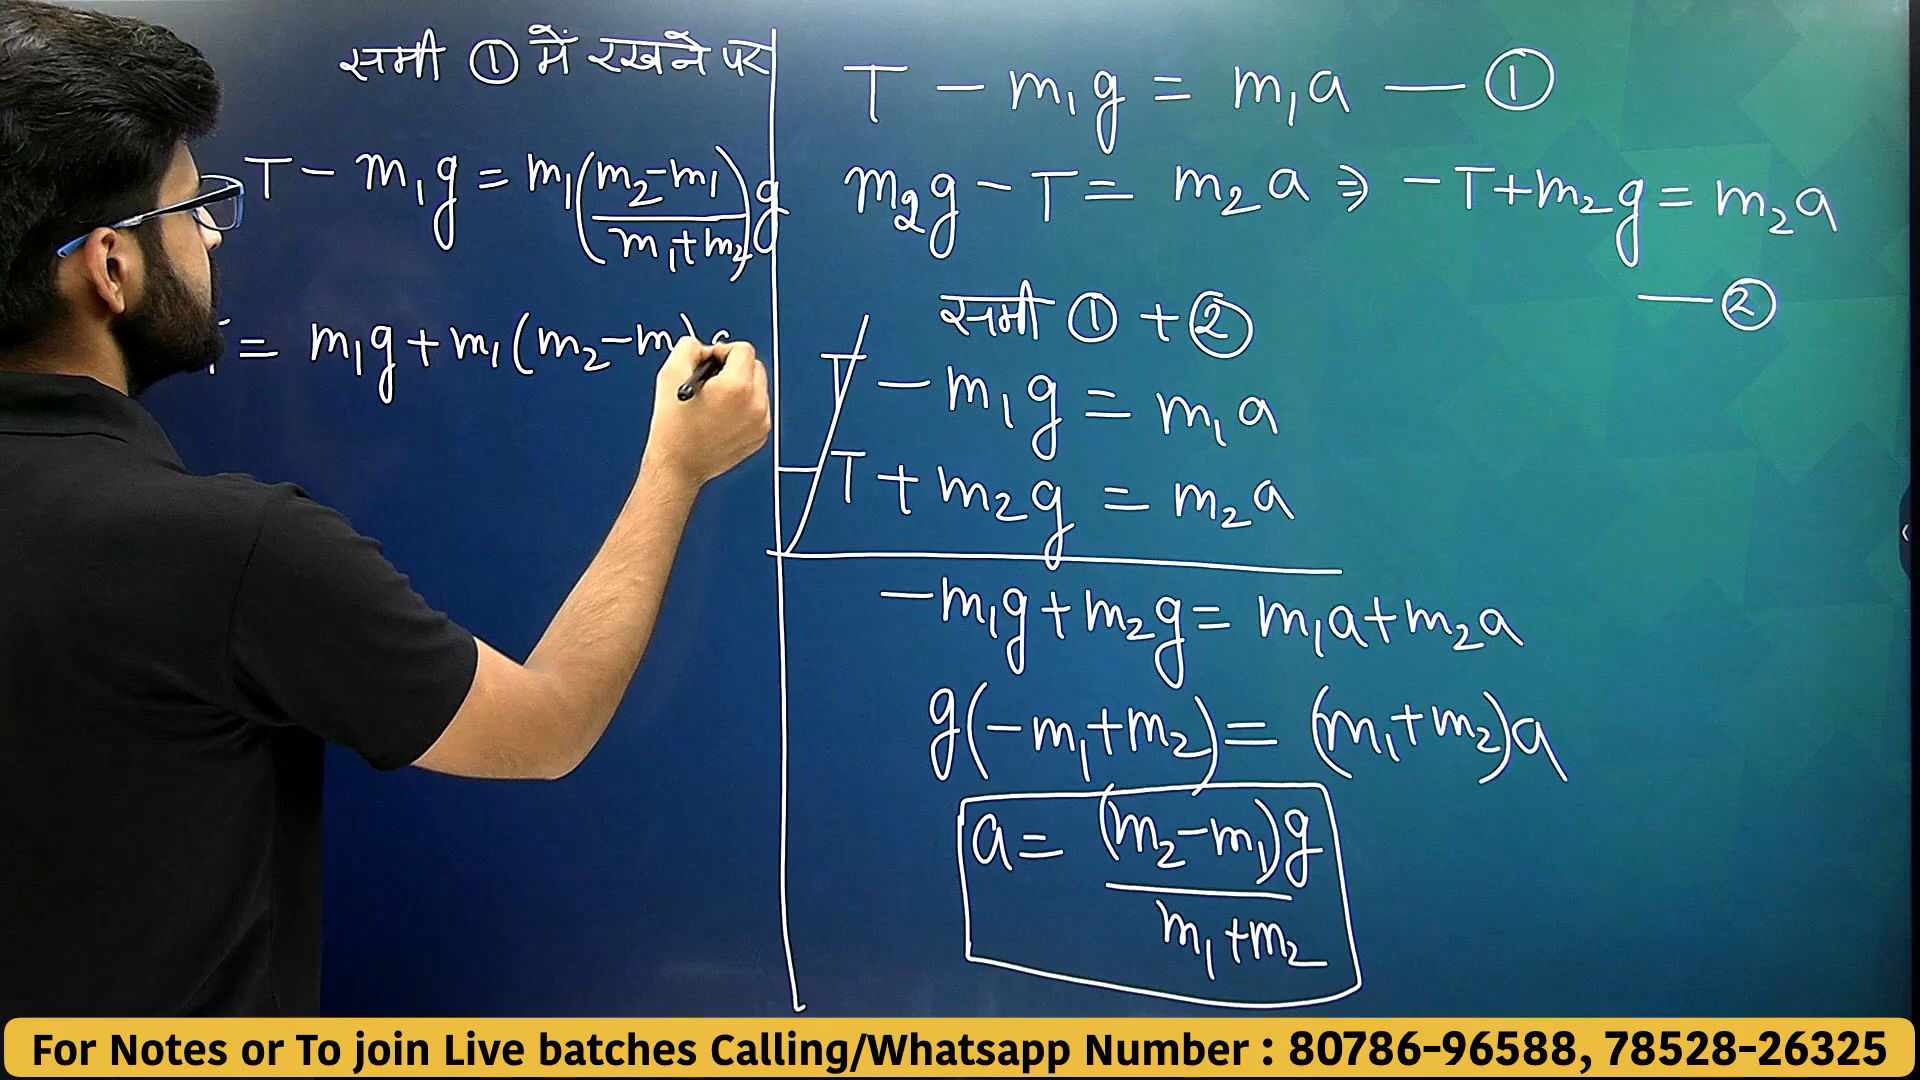 समी ① में रखने पर
T - m₁g = m₁((m₂-m₁)/(m₁+m₂))g
= m₁g + m₁(m₂-m
T - m₁g = m₁a — ①
m₂g - T = m₂a ⇒ -T+m₂g = m₂a
— ②
समी ① + ②
T - m₁g = m₁a
- T + m₂g = m₂a
-m₁g + m₂g = m₁a + m₂a
g(-m₁+m₂) = (m₁+m₂)a
a = (m₂-m₁)g/(m₁+m₂)
For Notes or To join Live batches Calling/Whatsapp Number : 80786-96588, 78528-26325